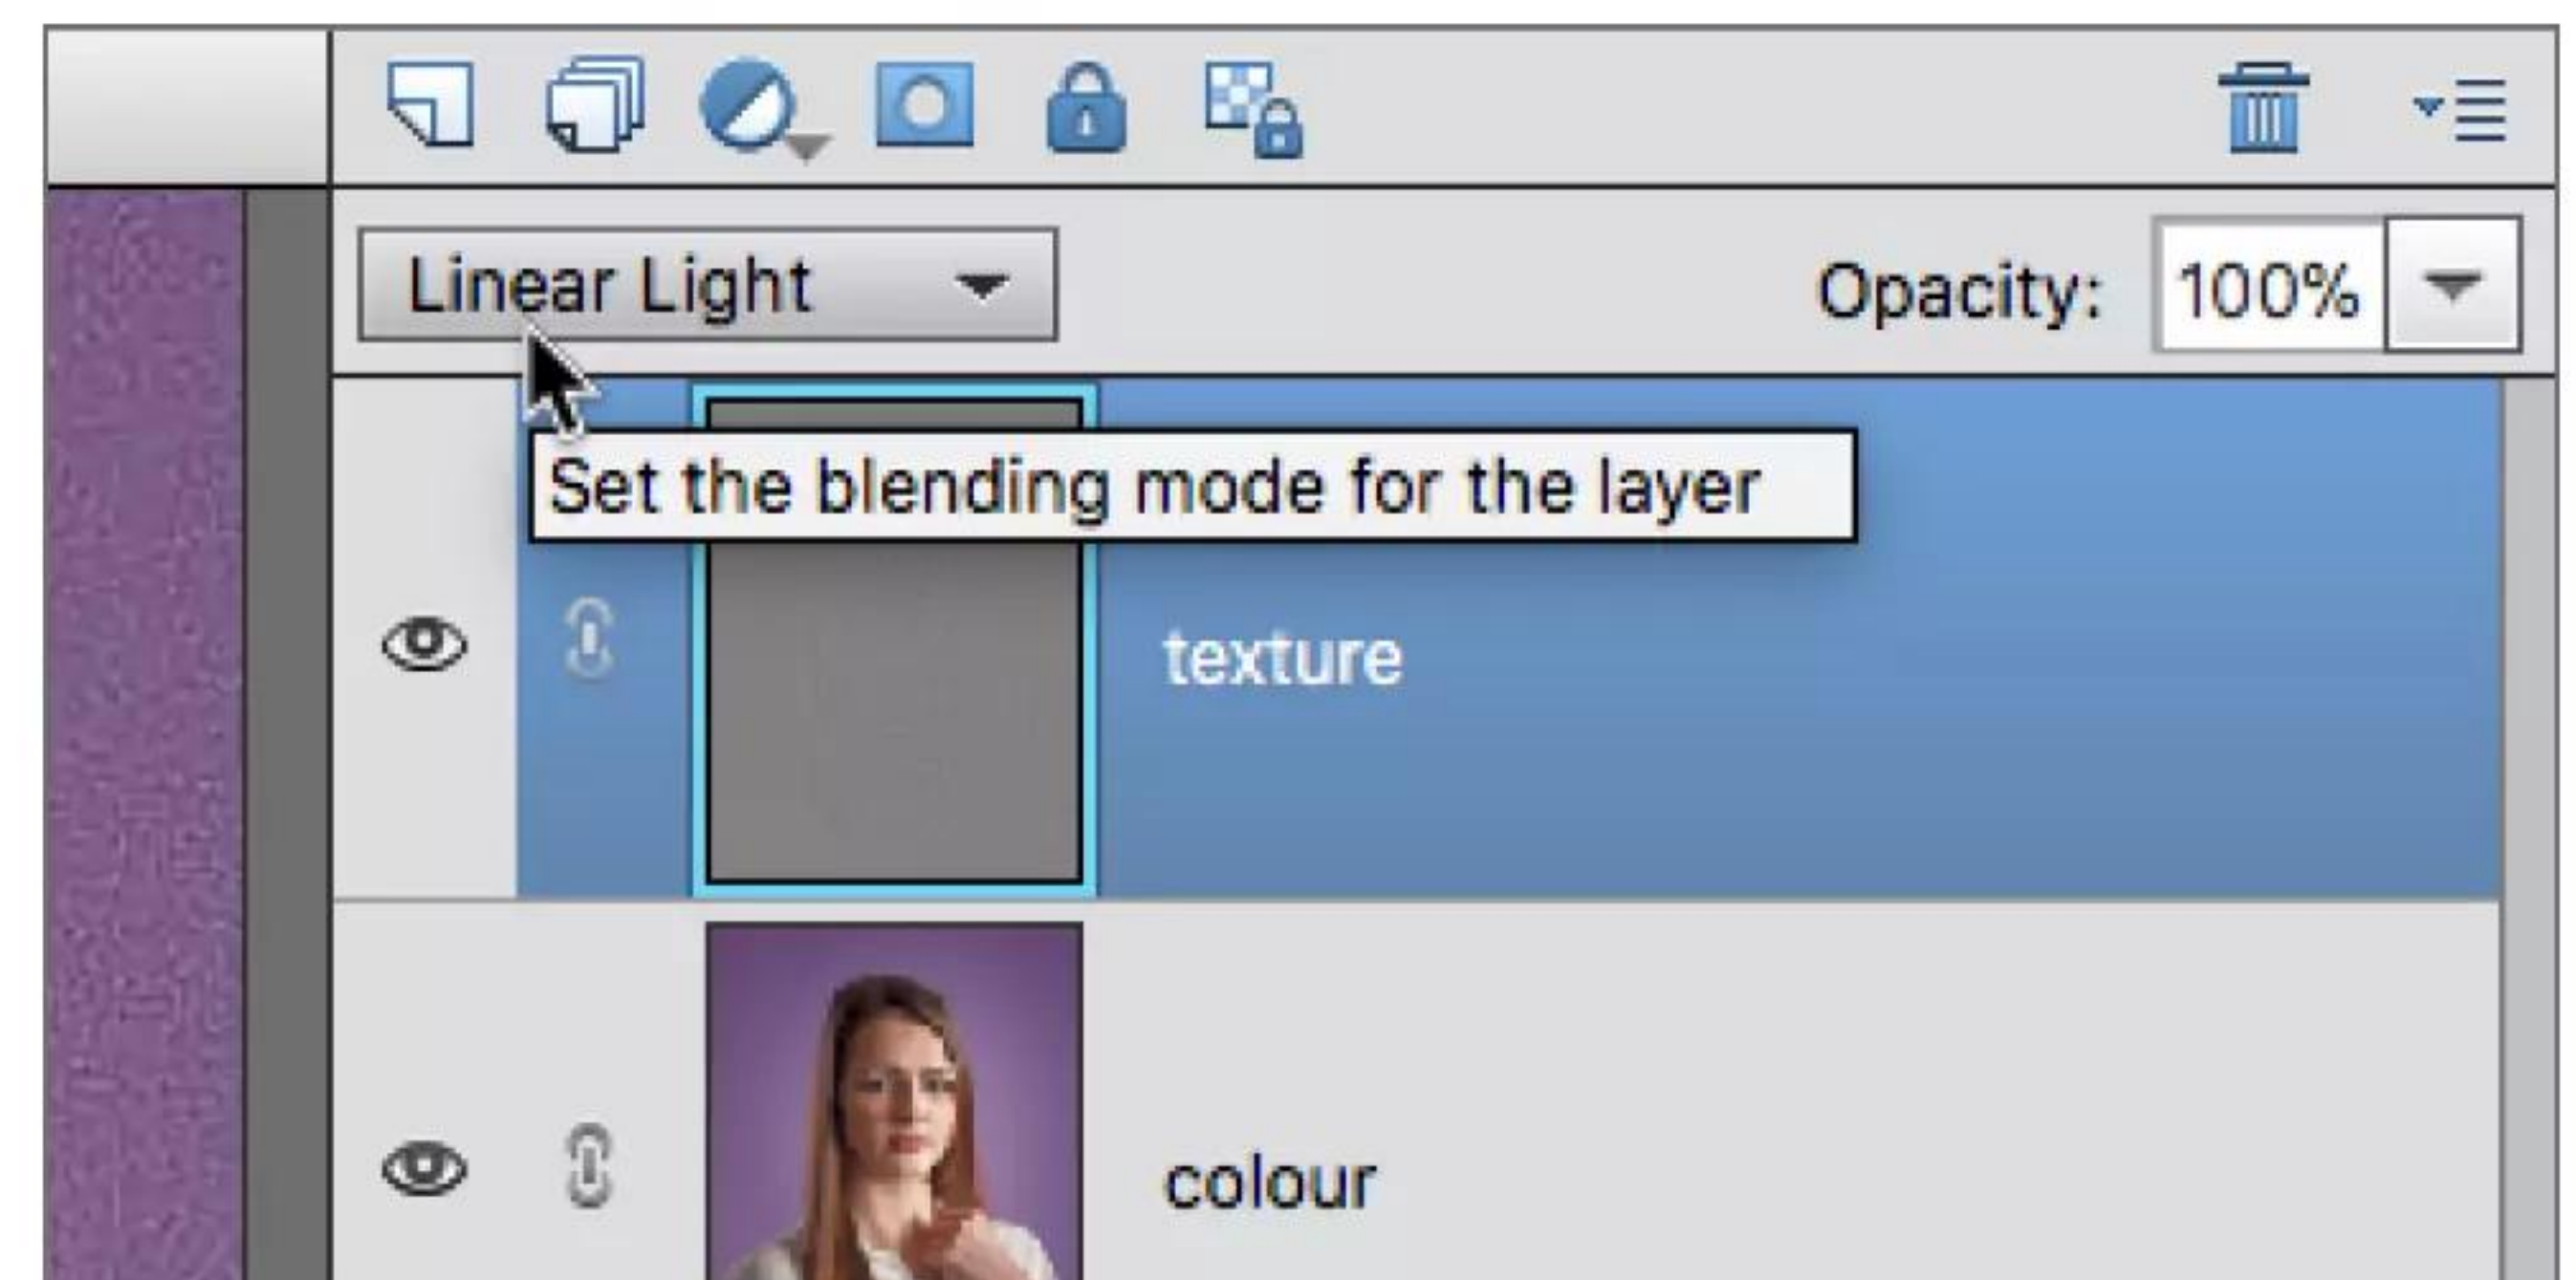 Linear Light
Opacity: 100%
Set the blending mode for the layer
texture
colour